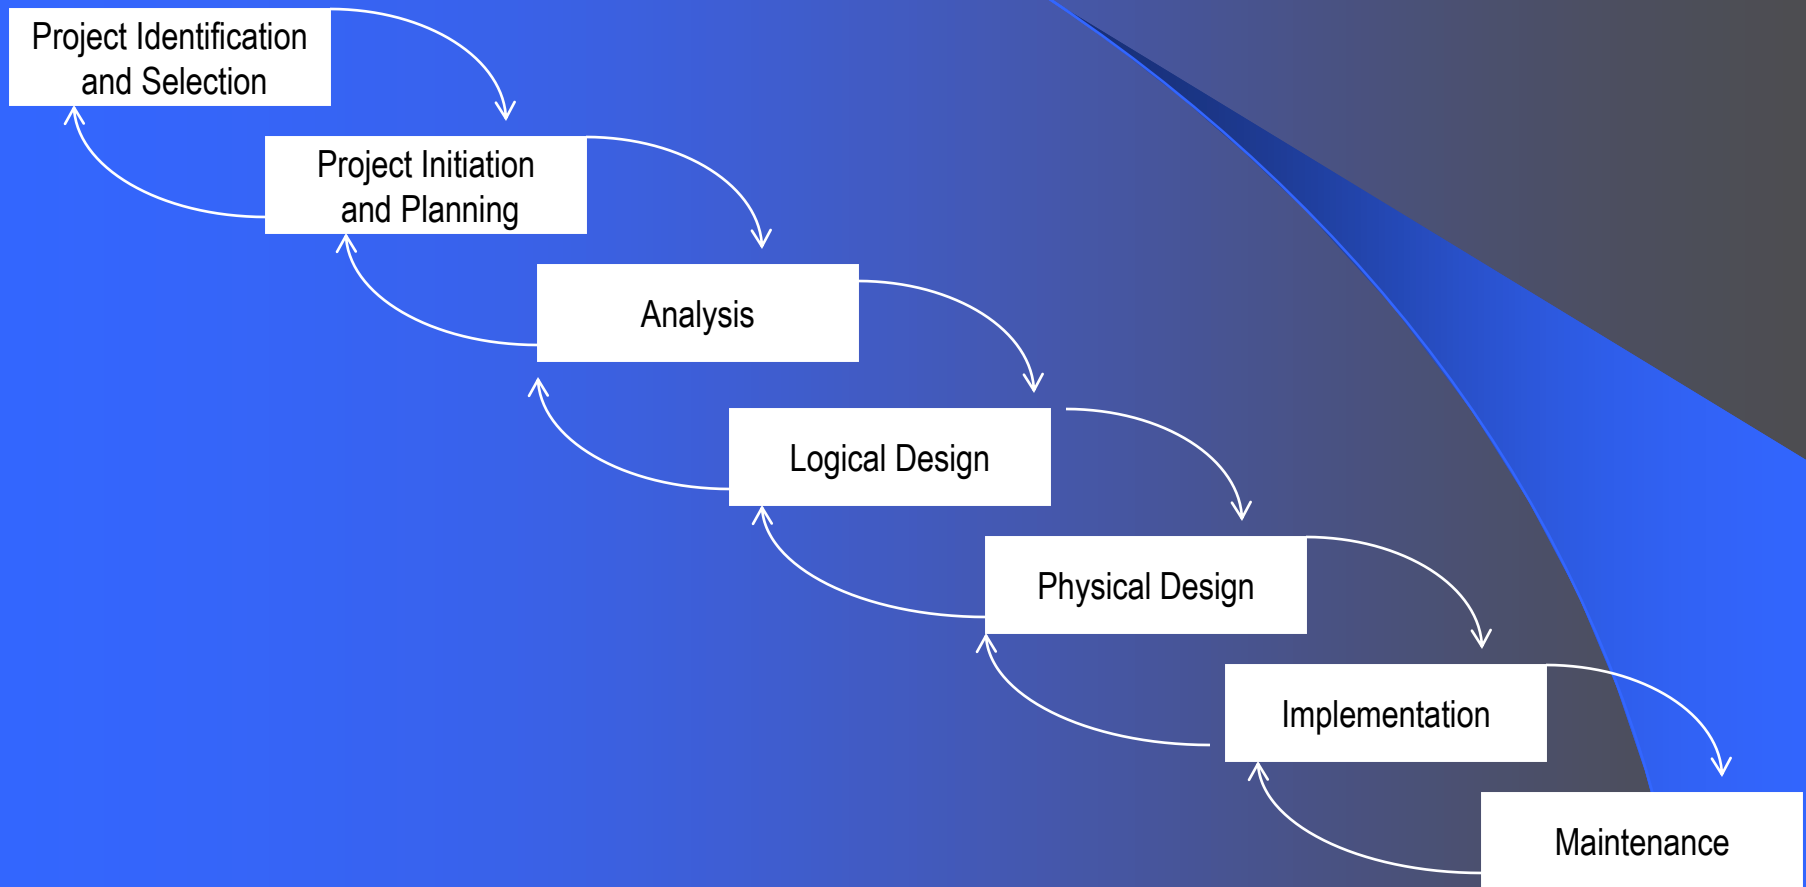 Project Identification
and Selection
Project Initiation
and Planning
Analysis
Logical Design
Physical Design
Implementation
Maintenance